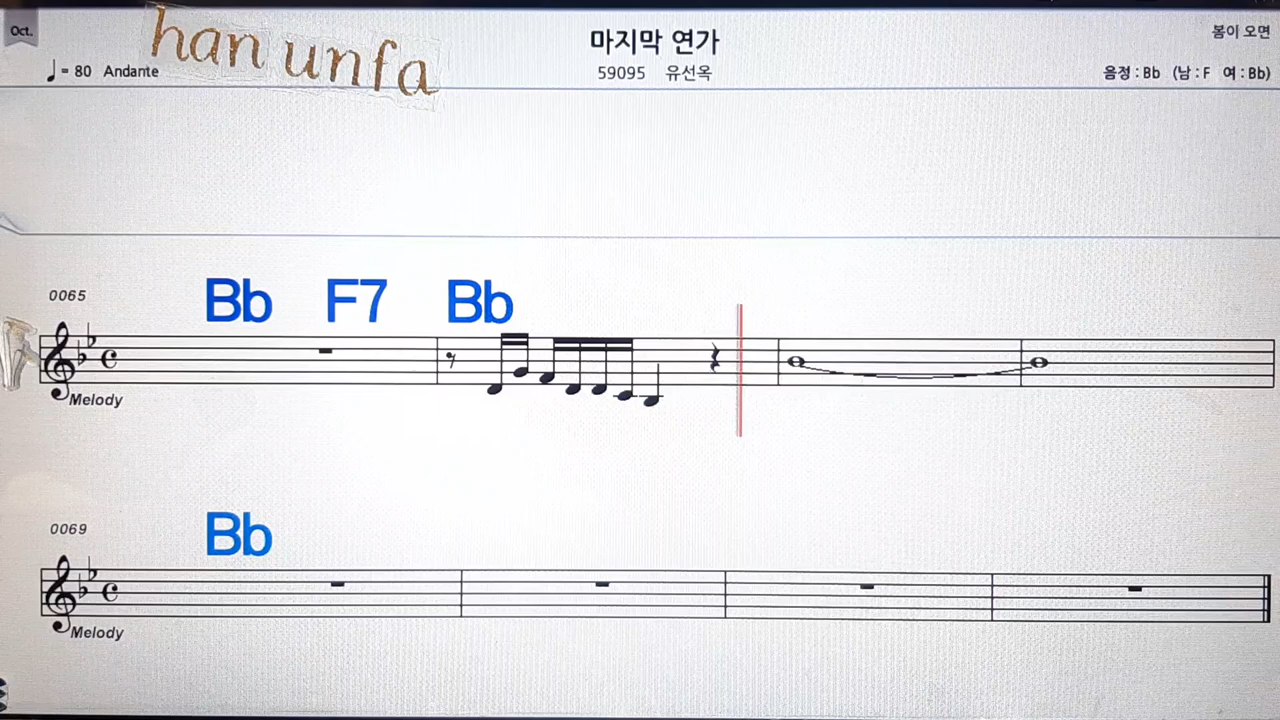 Oct.
han unfa
마지막 연가
봄이 오면
♩= 80 Andante
59095 유선옥
음정 : Bb (남 : F 여 : Bb)
0065
Bb F7 Bb
Melody
0069
Bb
Melody